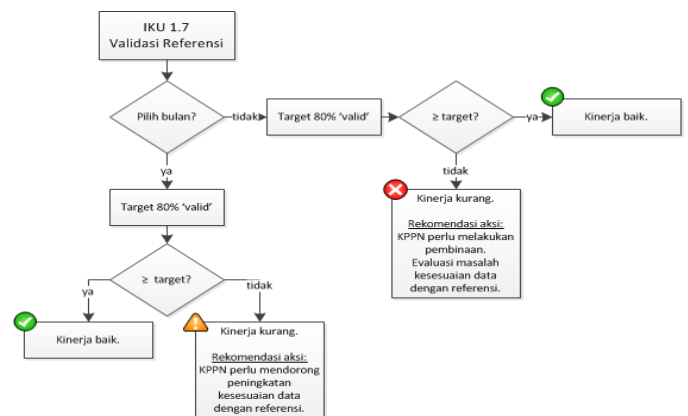 IKU 1.7
Validasi Referensi
Pilih bulan?
tidak
Target 80% 'valid'
≥ target?
ya
Kinerja baik.
ya
tidak
Target 80% 'valid'
Kinerja kurang.
Rekomendasi aksi:
KPPN perlu melakukan
pembinaan.
Evaluasi masalah
kesesuaian data
dengan referensi.
≥ target?
ya
tidak
Kinerja baik.
Kinerja kurang.
Rekomendasi aksi:
KPPN perlu mendorong
peningkatan
kesesuaian data
dengan referensi.